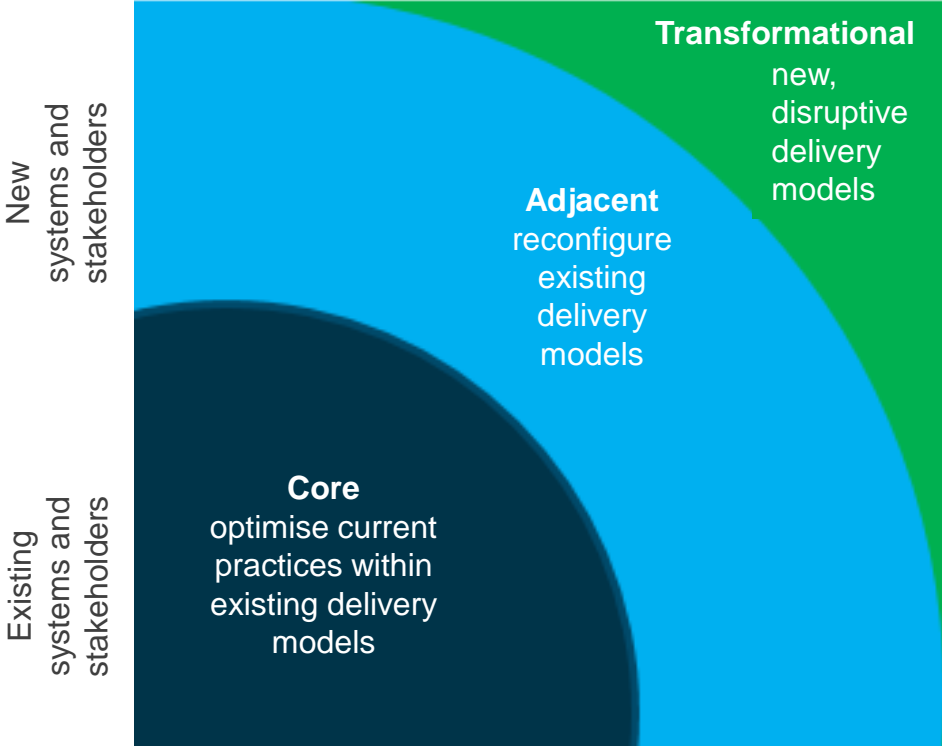 Transformational
new,
disruptive
delivery
models
New
systems and
stakeholders
Adjacent
reconfigure
existing
delivery
models
Core
optimise current
practices within
existing delivery
models
Existing
systems and
stakeholders